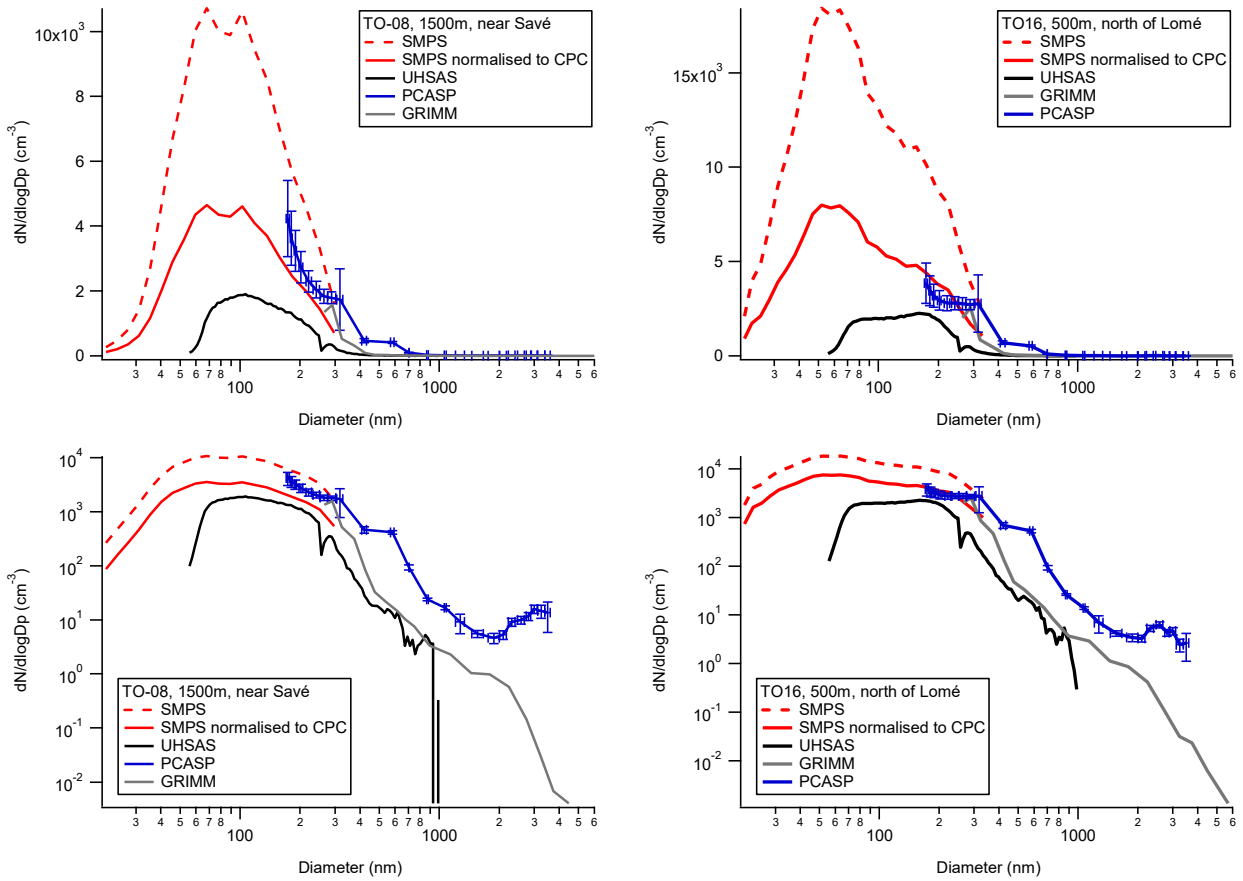 TO-08, 1500m, near Savé
SMPS
SMPS normalised to CPC
UHSAS
PCASP
GRIMM
10x10³
8
6
4
2
0
dN/dlogDp (cm⁻³)
3 4 5 6 7 8 100 2 3 4 5 6 7 8 1000 2 3 4 5 6
Diameter (nm)
TO16, 500m, north of Lomé
SMPS
SMPS normalised to CPC
UHSAS
GRIMM
PCASP
15x10³
10
5
0
dN/dlogDp (cm⁻³)
3 4 5 6 7 8 100 2 3 4 5 6 7 8 1000 2 3 4 5 6
Diameter (nm)
10⁴
10³
10²
10¹
10⁰
10⁻¹
10⁻²
dN/dlogDp (cm⁻³)
TO-08, 1500m, near Savé
SMPS
SMPS normalised to CPC
UHSAS
PCASP
GRIMM
3 4 5 6 7 8 100 2 3 4 5 6 7 8 1000 2 3 4 5 6
Diameter (nm)
10⁴
10³
10²
10¹
10⁰
10⁻¹
10⁻²
dN/dlogDp (cm⁻³)
TO16, 500m, north of Lomé
SMPS
SMPS normalised to CPC
UHSAS
GRIMM
PCASP
3 4 5 6 7 8 100 2 3 4 5 6 7 8 1000 2 3 4 5 6
Diameter (nm)